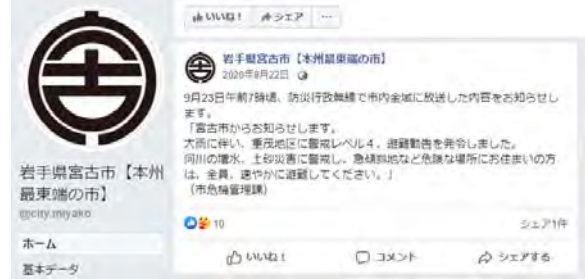 いいね！ シェア …
岩手県宮古市【本州最東端の市】
2020年9月22日
9月23日午前7時頃、防災行政無線で市内全域に放送した内容をお知らせし
ます。
「宮古市からお知らせします。
大雨に伴い、重茂地区に警戒レベル４、避難勧告を発令しました。
河川の増水、土砂災害に警戒し、急傾斜地など危険な場所にお住まいの方
は、全員、速やかに避難してください。」
（市危機管理課）
10
シェア1件
いいね！ コメント シェアする
岩手県宮古市【本州
最東端の市】
@city.miyako
ホーム
基本データ